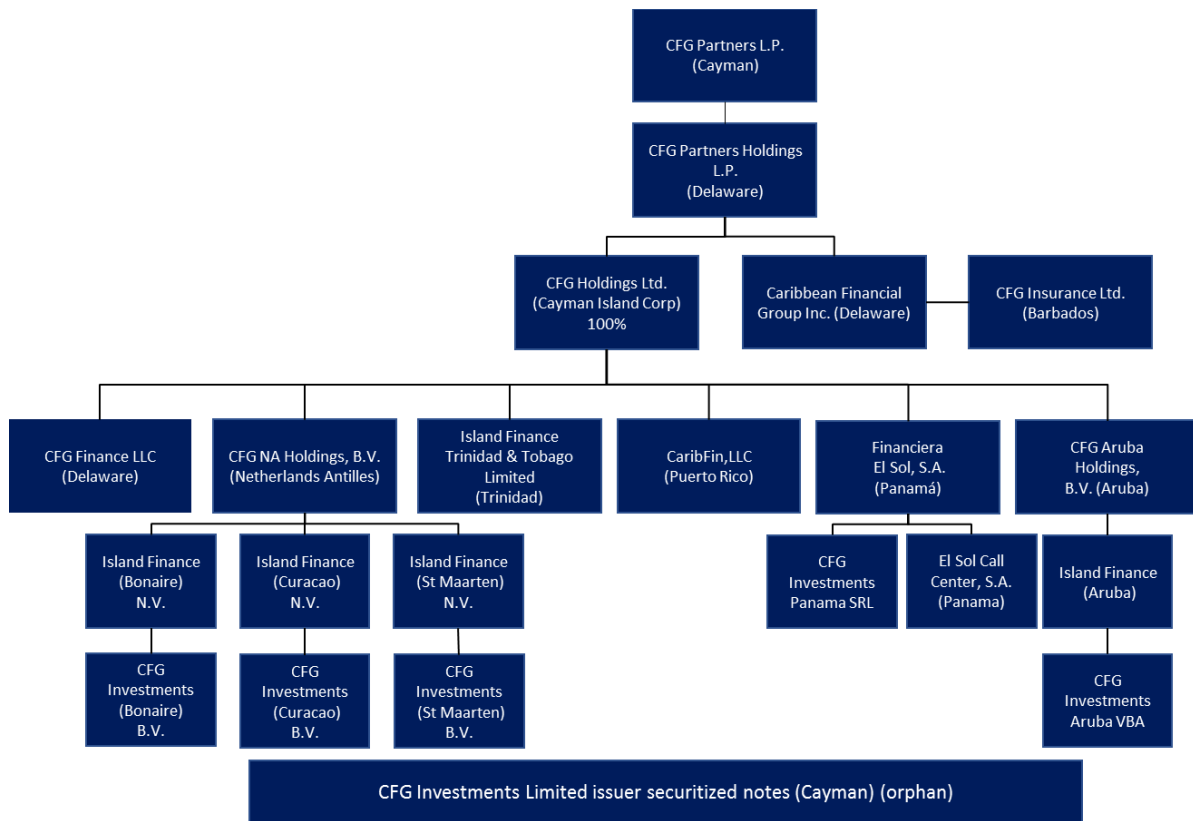 CFG Partners L.P.
(Cayman)
CFG Partners Holdings
L.P.
(Delaware)
CFG Holdings Ltd.
(Cayman Island Corp)
100%
Caribbean Financial
Group Inc. (Delaware)
CFG Insurance Ltd.
(Barbados)
CFG Finance LLC
(Delaware)
CFG NA Holdings, B.V.
(Netherlands Antilles)
Island Finance
Trinidad & Tobago
Limited
(Trinidad)
CaribFin,LLC
(Puerto Rico)
Financiera
El Sol, S.A.
(Panamá)
CFG Aruba
Holdings,
B.V. (Aruba)
Island Finance
(Bonaire)
N.V.
Island Finance
(Curacao)
N.V.
Island Finance
(St Maarten)
N.V.
CFG
Investments
Panama SRL
El Sol Call
Center, S.A.
(Panama)
Island Finance
(Aruba)
CFG
Investments
(Bonaire)
B.V.
CFG
Investments
(Curacao)
B.V.
CFG
Investments
(St Maarten)
B.V.
CFG
Investments
Aruba VBA
CFG Investments Limited issuer securitized notes (Cayman) (orphan)